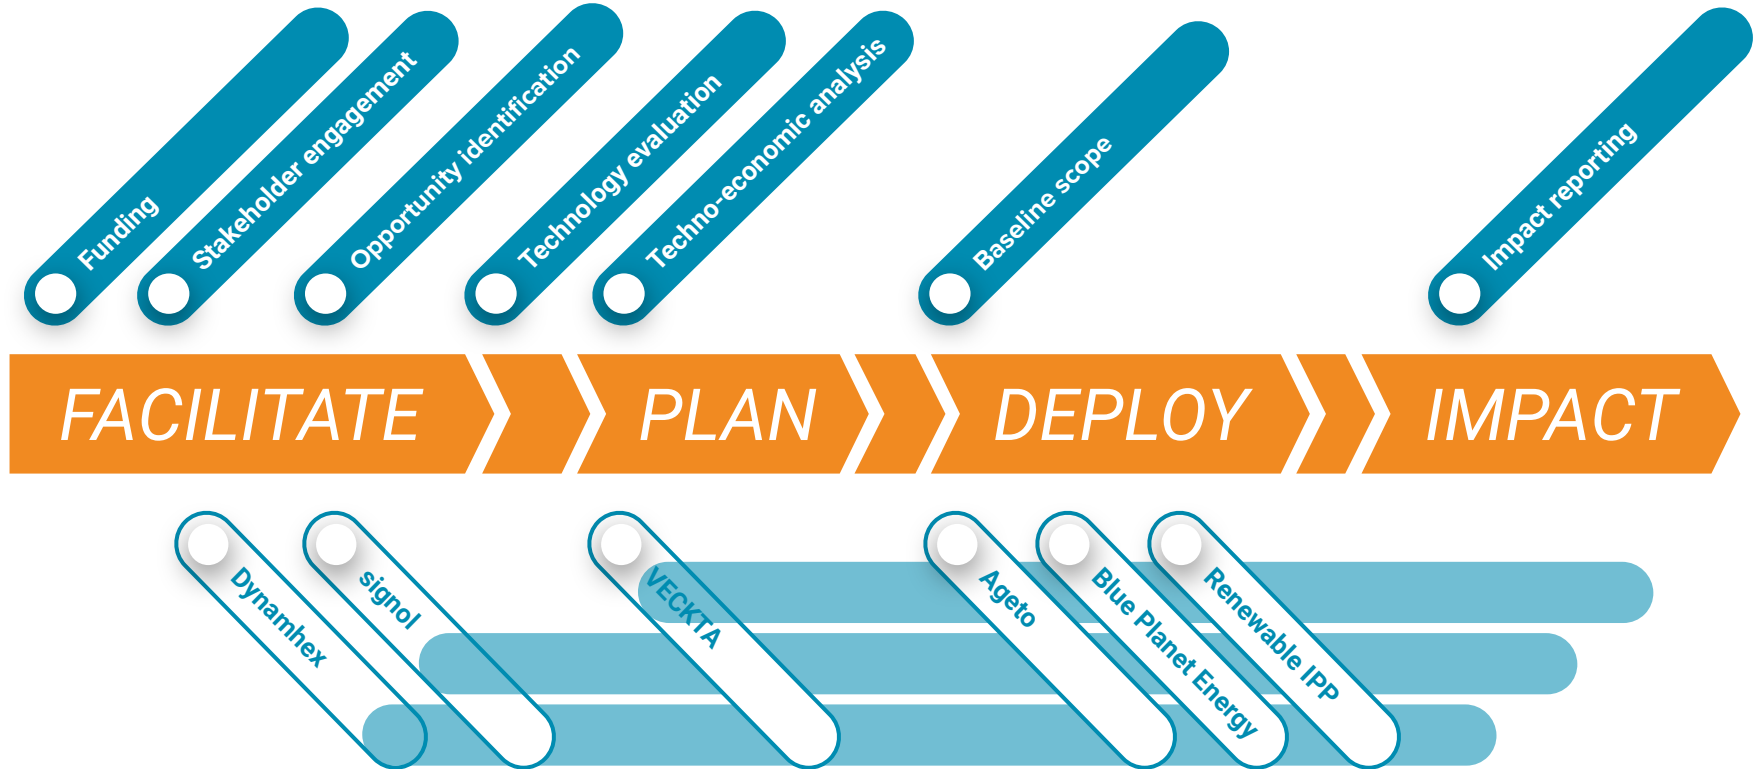 Funding
Stakeholder engagement
Opportunity identification
Technology evaluation
Techno-economic analysis
Baseline scope
Impact reporting
FACILITATE
PLAN
DEPLOY
IMPACT
Dynamhex
signol
VECKTA
Ageto
Blue Planet Energy
Renewable IPP